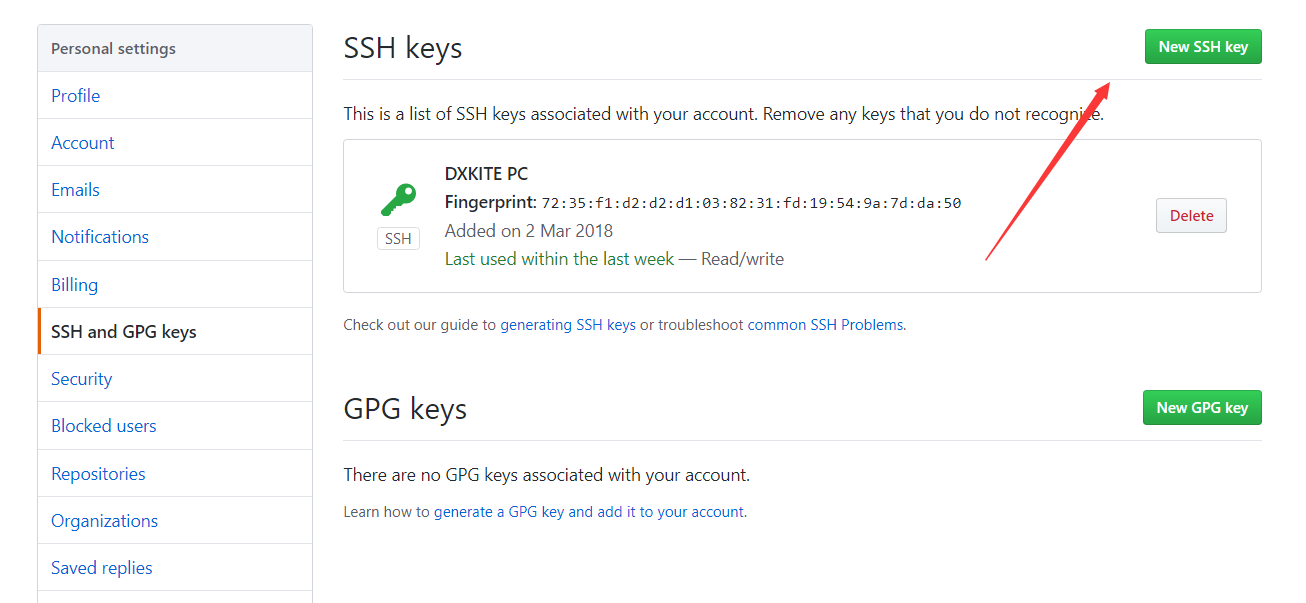 Personal settings
Profile
Account
Emails
Notifications
Billing
SSH and GPG keys
Security
Blocked users
Repositories
Organizations
Saved replies
SSH keys
New SSH key
This is a list of SSH keys associated with your account. Remove any keys that you do not recognize.
SSH
DXKITE PC
Fingerprint: 72:35:f1:d2:d2:d1:03:82:31:fd:19:54:9a:7d:da:50
Added on 2 Mar 2018
Last used within the last week — Read/write
Delete
Check out our guide to generating SSH keys or troubleshoot common SSH Problems.
GPG keys
New GPG key
There are no GPG keys associated with your account.
Learn how to generate a GPG key and add it to your account.